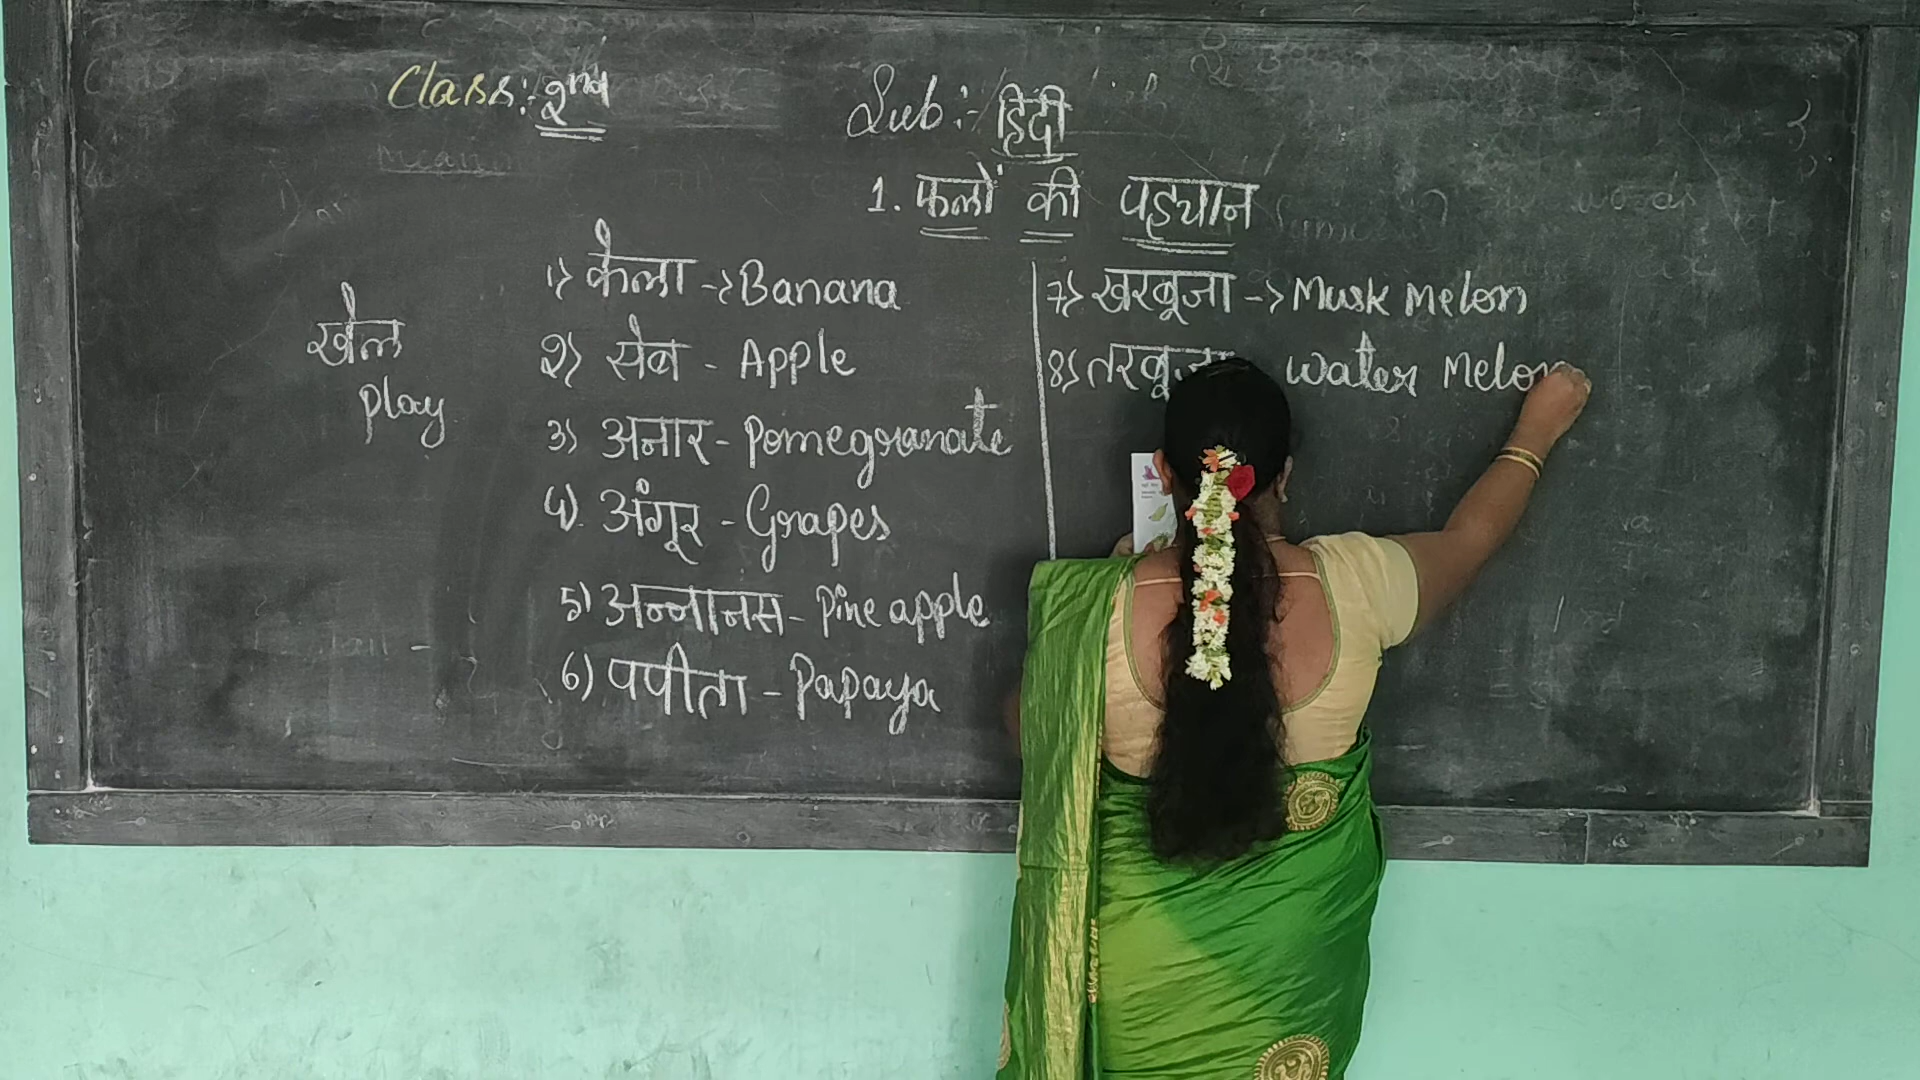 Class:- 2nd
Sub:- हिंदी
1. फलों की पहचान
1) केला -> Banana
2) सेब - Apple
3) अनार - Pomegranate
4) अंगूर - Grapes
5) अन्नानस - Pine apple
6) पपीता - Papaya
7) खरबूजा -> Musk Melon
8) तरबूजा water Melon
खेल
play